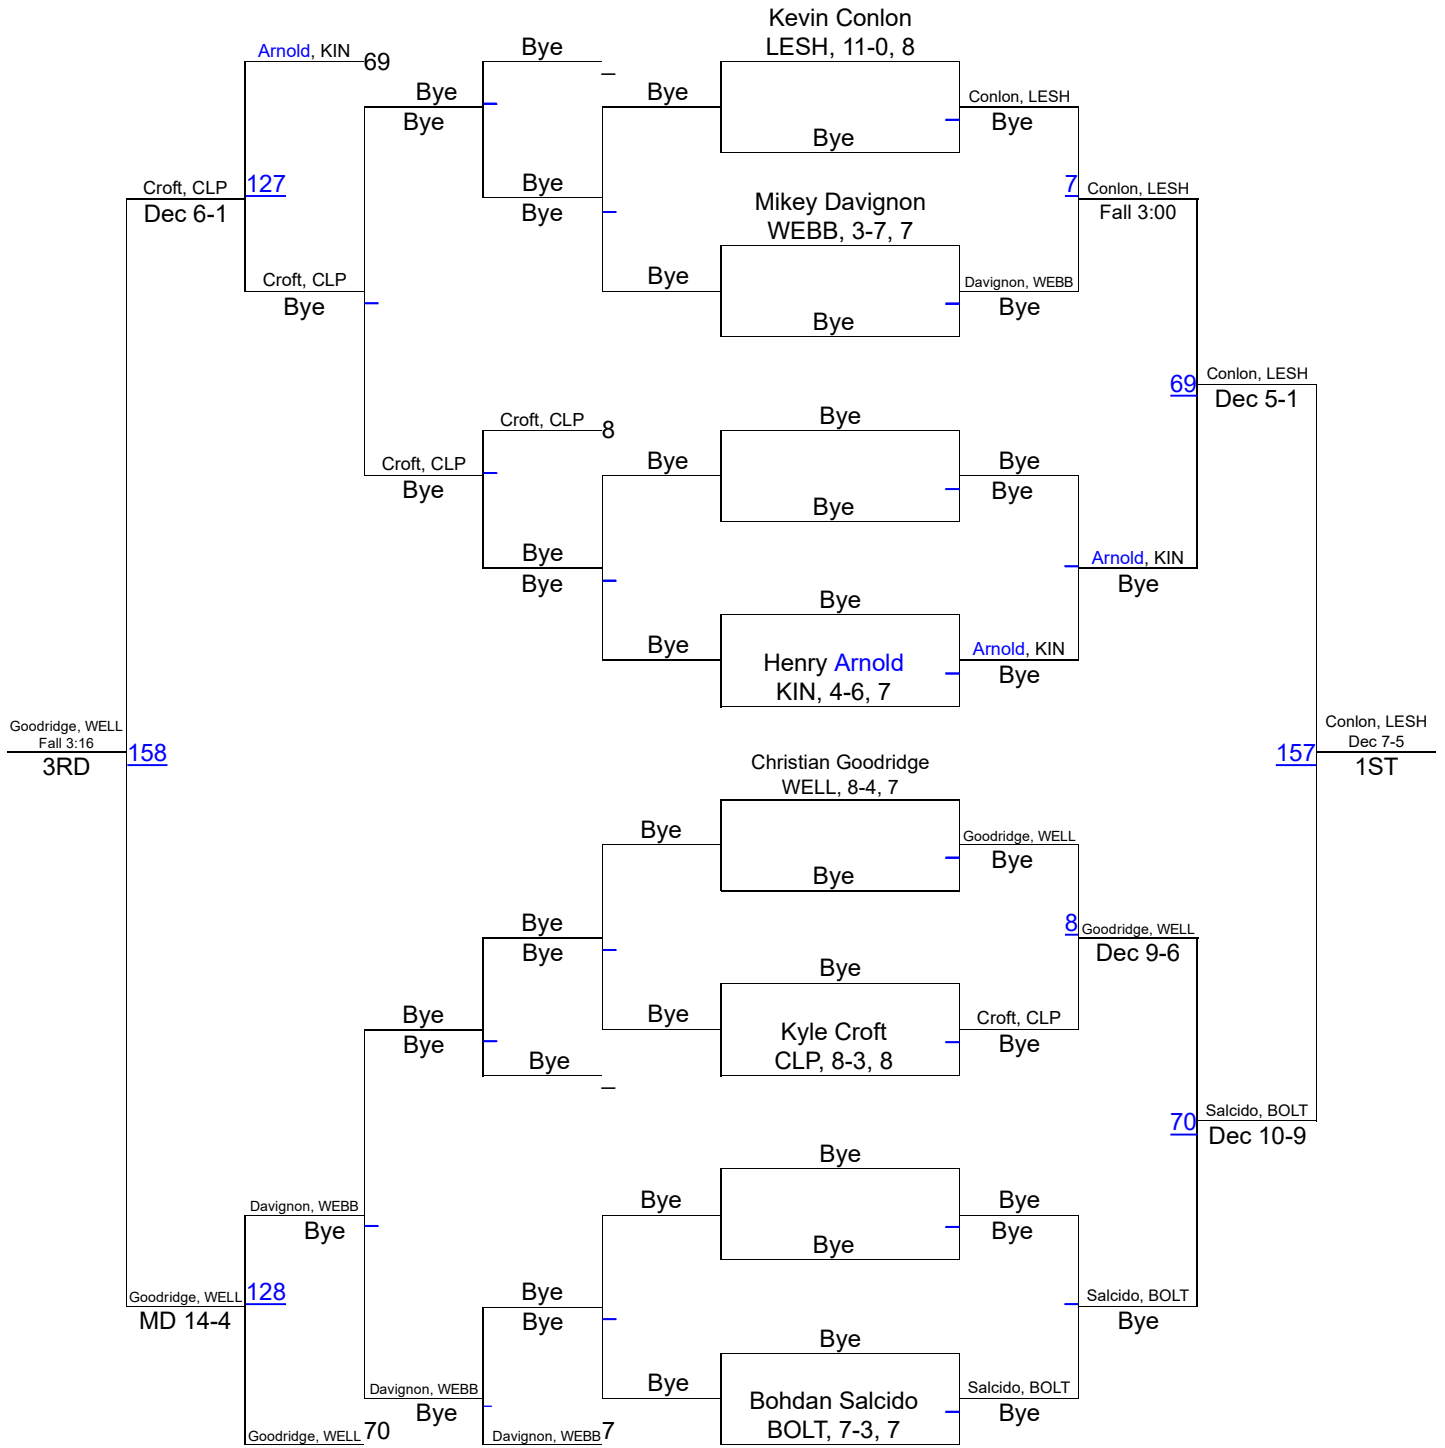 Kevin Conlon
LESH, 11-0, 8
Arnold, KIN 69
Bye
_
Bye
Bye
Bye
Conlon, LESH
Bye
Bye
Croft, CLP
Dec 6-1
127
Bye
Bye
Mikey Davignon
WEBB, 3-7, 7
7
Conlon, LESH
Fall 3:00
Croft, CLP
Bye
Bye
Davignon, WEBB
Bye
Bye
69
Conlon, LESH
Dec 5-1
Croft, CLP 8
Bye
Croft, CLP
Bye
Bye
Bye
Bye
Bye
Bye
Bye
Arnold, KIN
Bye
Bye
Bye
Henry Arnold
KIN, 4-6, 7
Arnold, KIN
Bye
Goodridge, WELL
Fall 3:16
3RD
158
157
Conlon, LESH
Dec 7-5
1ST
Christian Goodridge
WELL, 8-4, 7
Bye
Goodridge, WELL
Bye
Bye
Bye
Bye
8
Goodridge, WELL
Dec 9-6
Bye
Bye
Bye
Bye
Kyle Croft
CLP, 8-3, 8
Croft, CLP
Bye
Bye
_
70
Salcido, BOLT
Dec 10-9
Bye
Davignon, WEBB
Bye
Bye
Bye
Bye
Bye
Goodridge, WELL
MD 14-4
128
Bye
Bye
Salcido, BOLT
Bye
Bye
Davignon, WEBB
Bye
Bye
Bohdan Salcido
BOLT, 7-3, 7
Salcido, BOLT
Bye
Goodridge, WELL 70
Davignon, WEBB 7